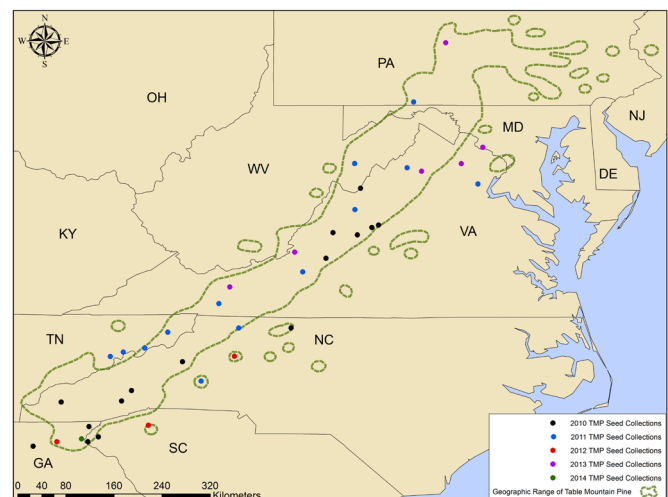 N
W E
S
PA
OH
NJ
MD
WV
DE
KY
VA
TN
NC
SC
GA
0 40 80 160 240 320
Kilometers
2010 TMP Seed Collections
2011 TMP Seed Collections
2012 TMP Seed Collections
2013 TMP Seed Collections
2014 TMP Seed Collections
Geographic Range of Table Mountain Pine